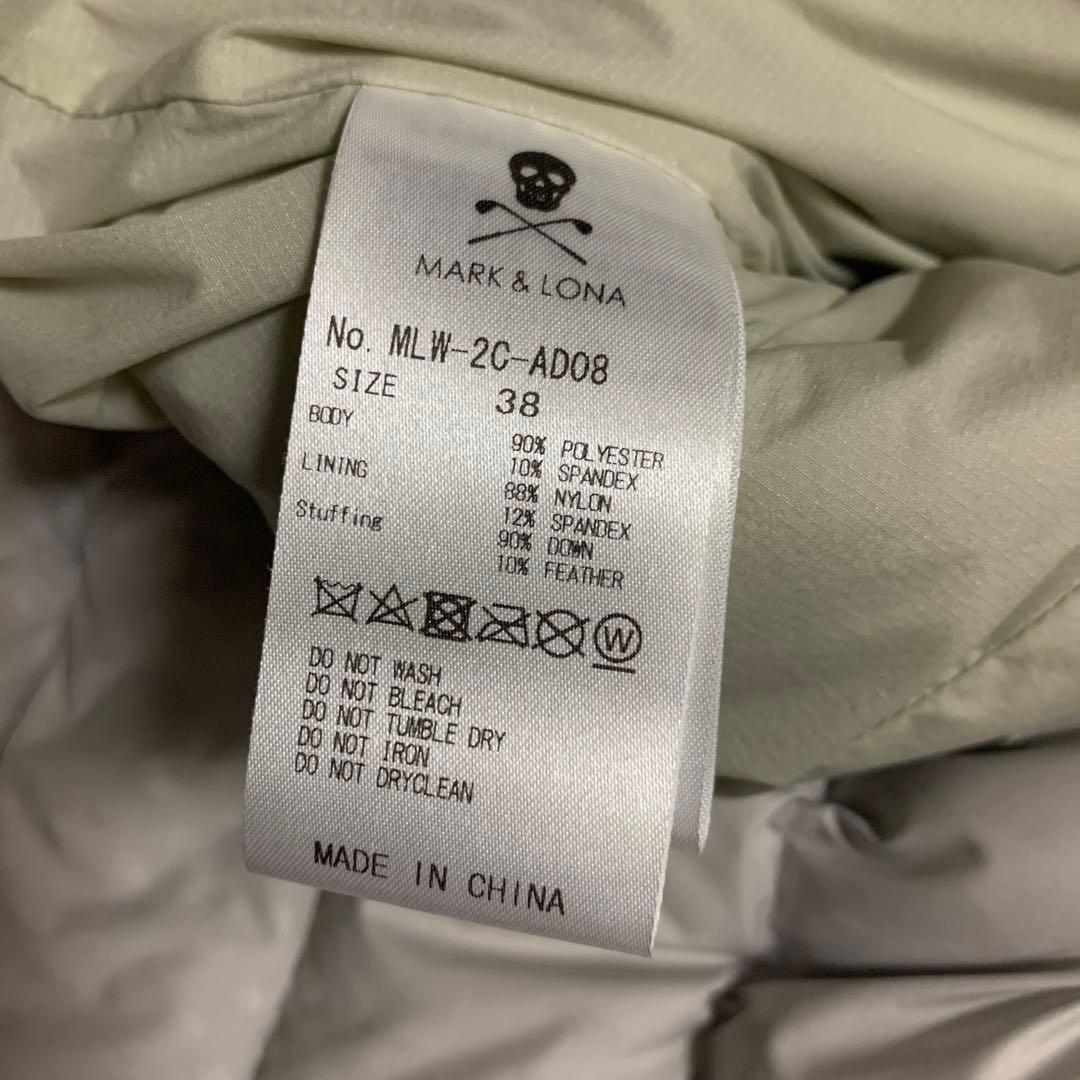 MARK & LONA
No. MLW-2C-AD08
SIZE 38
BODY 90% POLYESTER
10% SPANDEX
LINING 88% NYLON
12% SPANDEX
Stuffing 90% DOWN
10% FEATHER
W
DO NOT WASH
DO NOT BLEACH
DO NOT TUMBLE DRY
DO NOT IRON
DO NOT DRYCLEAN
MADE IN CHINA